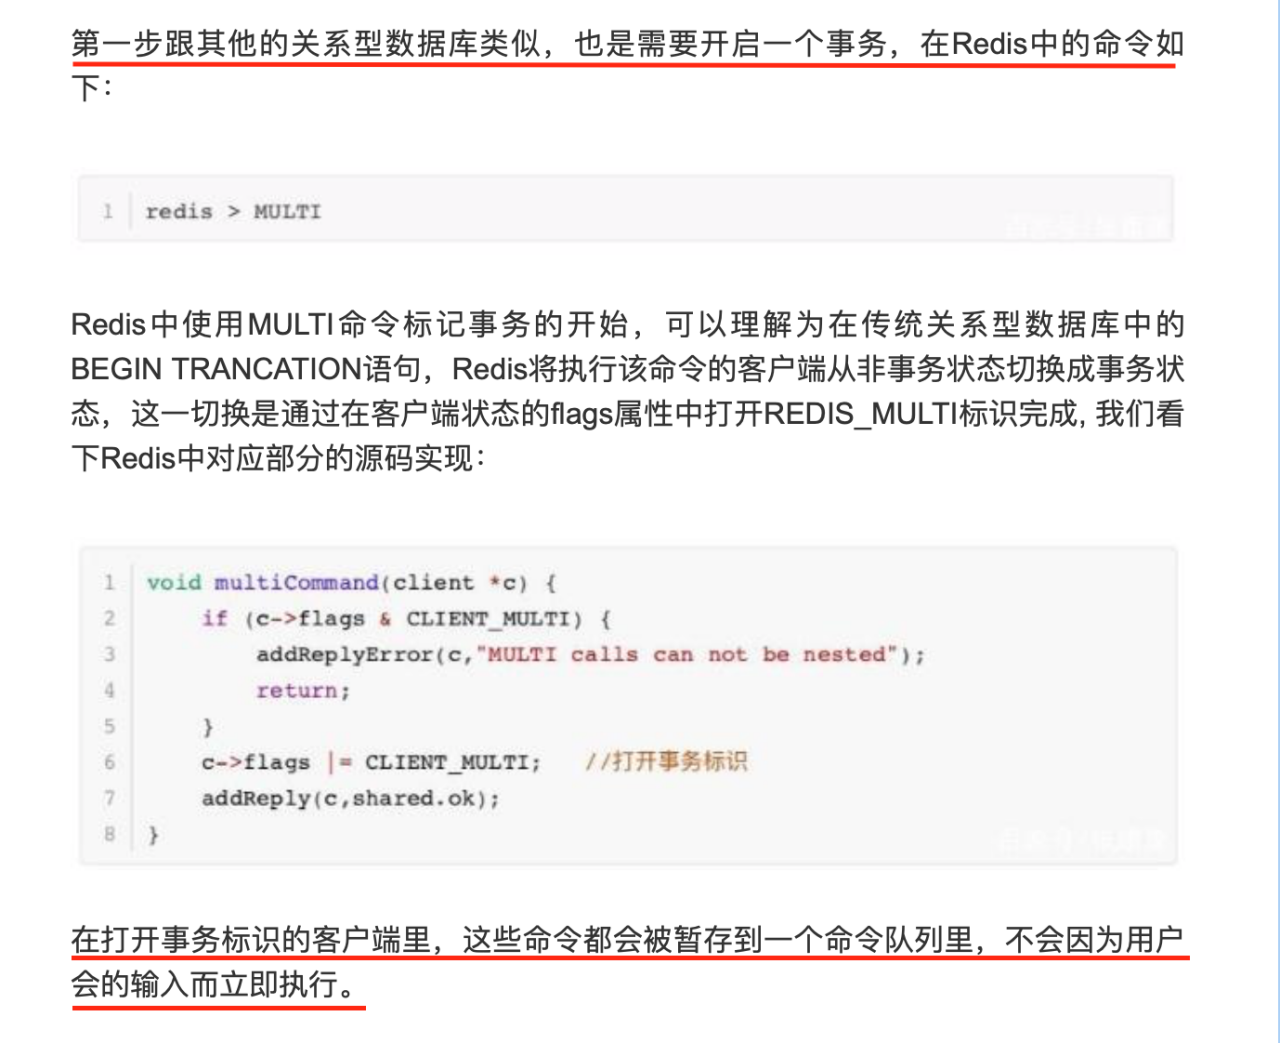 第一步跟其他的关系型数据库类似，也是需要开启一个事务，在Redis中的命令如
下：
1 redis > MULTI
Redis中使用MULTI命令标记事务的开始，可以理解为在传统关系型数据库中的
BEGIN TRANCATION语句，Redis将执行该命令的客户端从非事务状态切换成事务状
态，这一切换是通过在客户端状态的flags属性中打开REDIS_MULTI标识完成, 我们看
下Redis中对应部分的源码实现：
1 void multiCommand(client *c) {
2 if (c->flags & CLIENT_MULTI) {
3 addReplyError(c,"MULTI calls can not be nested");
4 return;
5 }
6 c->flags |= CLIENT_MULTI; //打开事务标识
7 addReply(c,shared.ok);
8 }
在打开事务标识的客户端里，这些命令都会被暂存到一个命令队列里，不会因为用户
会的输入而立即执行。